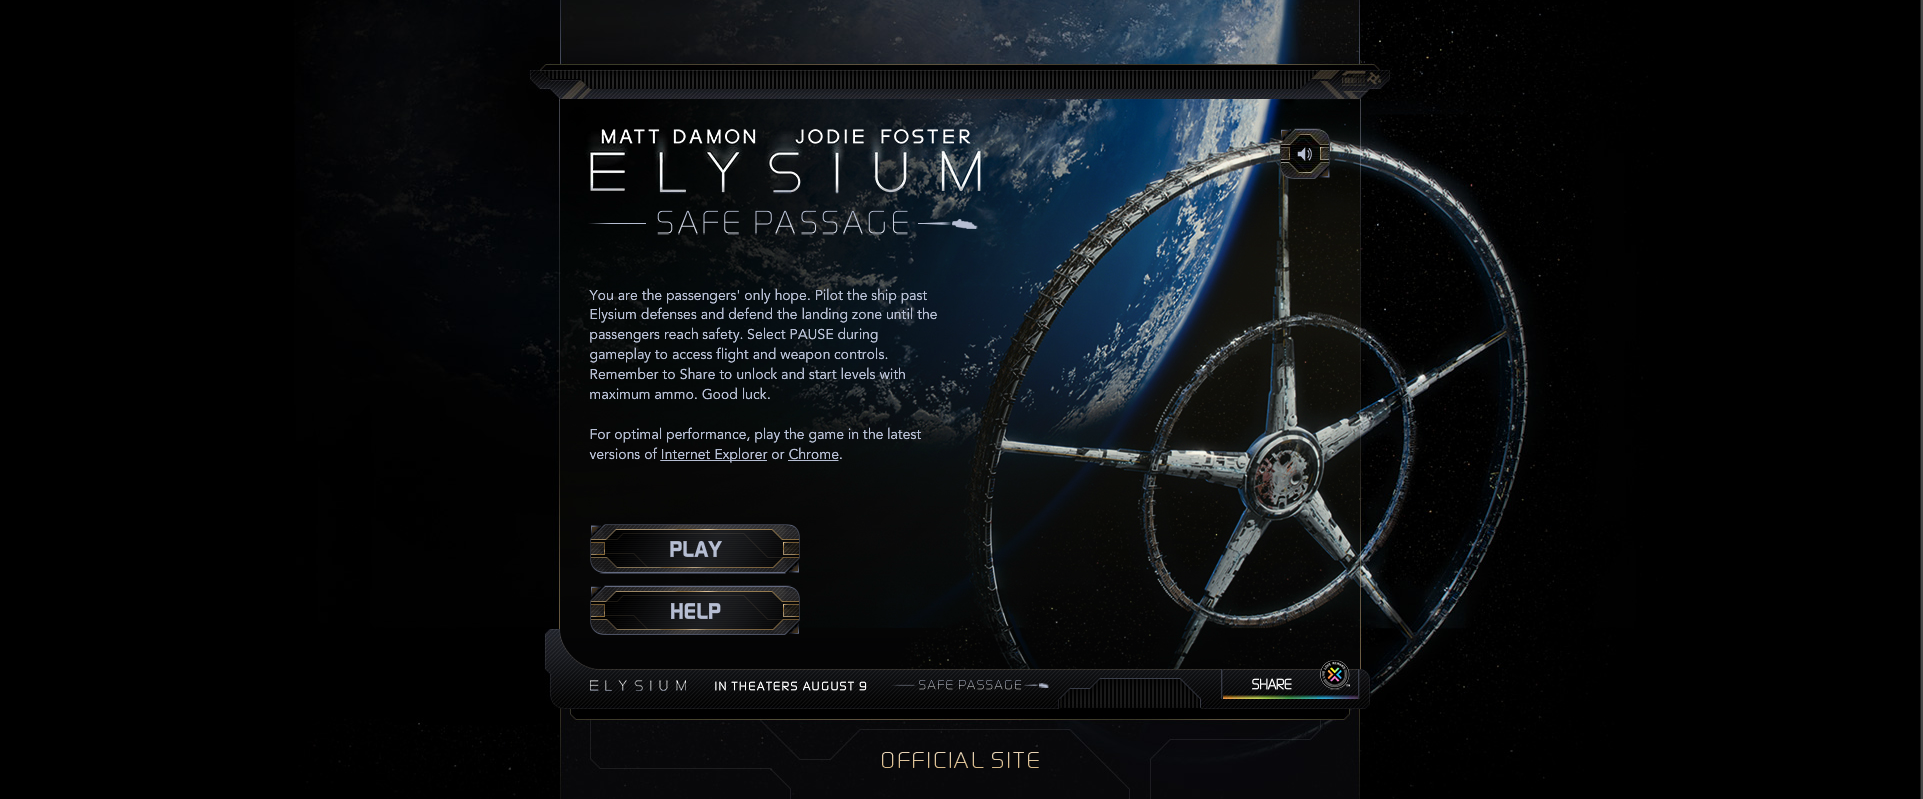 MATT DAMON JODIE FOSTER
ELYSIUM
SAFE PASSAGE
You are the passengers' only hope. Pilot the ship past
Elysium defenses and defend the landing zone until the
passengers reach safety. Select PAUSE during
gameplay to access flight and weapon controls.
Remember to Share to unlock and start levels with
maximum ammo. Good luck.
For optimal performance, play the game in the latest
versions of Internet Explorer or Chrome.
PLAY
HELP
ELYSIUM IN THEATERS AUGUST 9 SAFE PASSAGE SHARE
OFFICIAL SITE